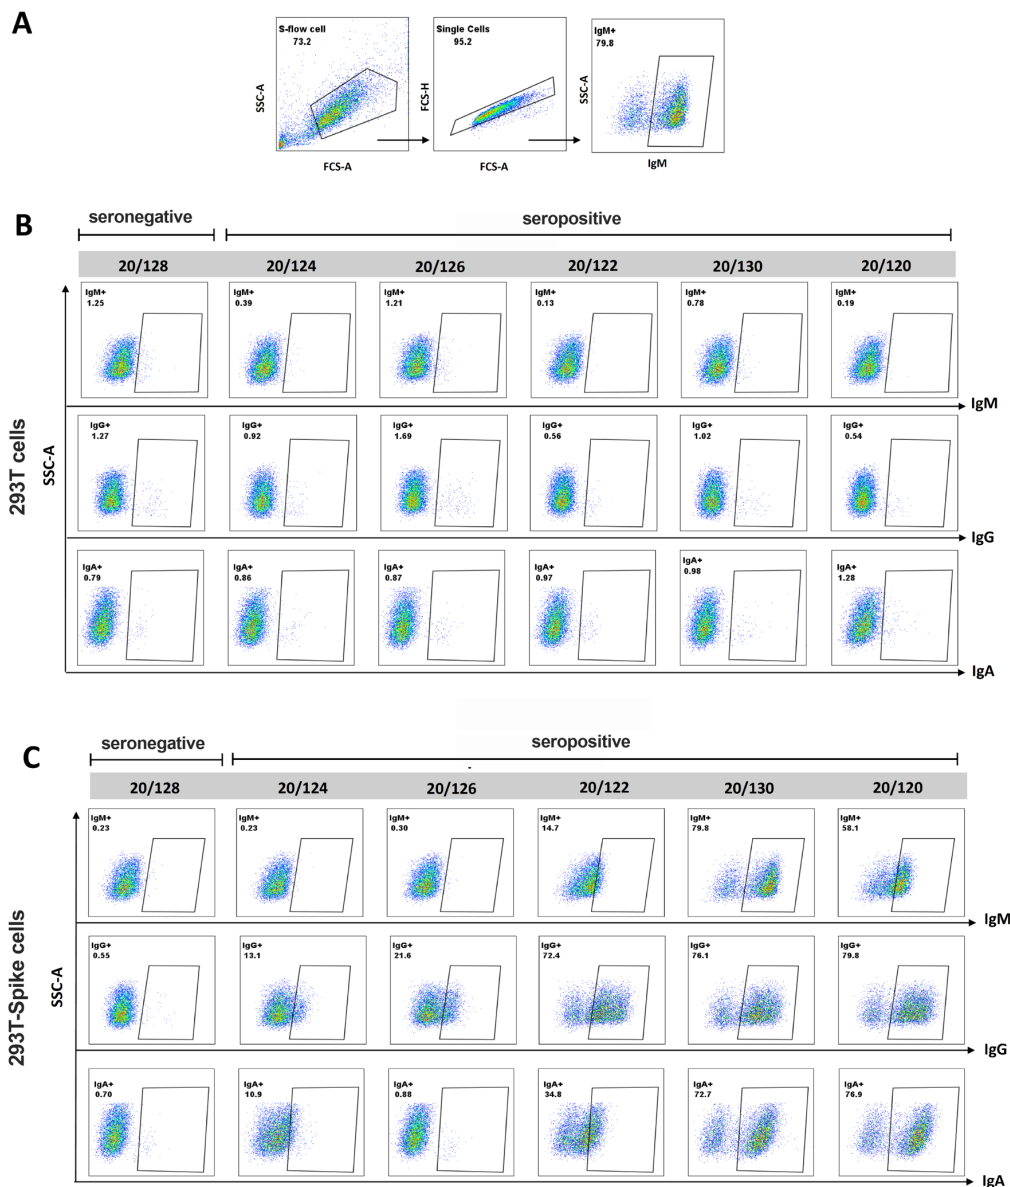 A
S-flow cell
73.2
SSC-A
FCS-A
Single Cells
95.2
FCS-H
FCS-A
IgM+
79.8
SSC-A
IgM
B
seronegative
seropositive
20/128 20/124 20/126 20/122 20/130 20/120
293T cells
SSC-A
IgM+ IgM+ IgM+ IgM+ IgM+ IgM+
1.25 0.39 1.21 0.13 0.78 0.19
IgM
IgG+ IgG+ IgG+ IgG+ IgG+ IgG+
1.27 0.92 1.69 0.56 1.02 0.54
IgG
IgA+ IgA+ IgA+ IgA+ IgA+ IgA+
0.79 0.86 0.87 0.97 0.98 1.28
IgA
C
seronegative
seropositive
20/128 20/124 20/126 20/122 20/130 20/120
293T-Spike cells
SSC-A
IgM+ IgM+ IgM+ IgM+ IgM+ IgM+
0.23 0.23 0.30 14.7 79.8 58.1
IgM
IgG+ IgG+ IgG+ IgG+ IgG+ IgG+
0.55 13.1 21.6 72.4 76.1 79.8
IgG
IgA+ IgA+ IgA+ IgA+ IgA+ IgA+
0.70 10.9 0.88 34.8 72.7 76.9
IgA